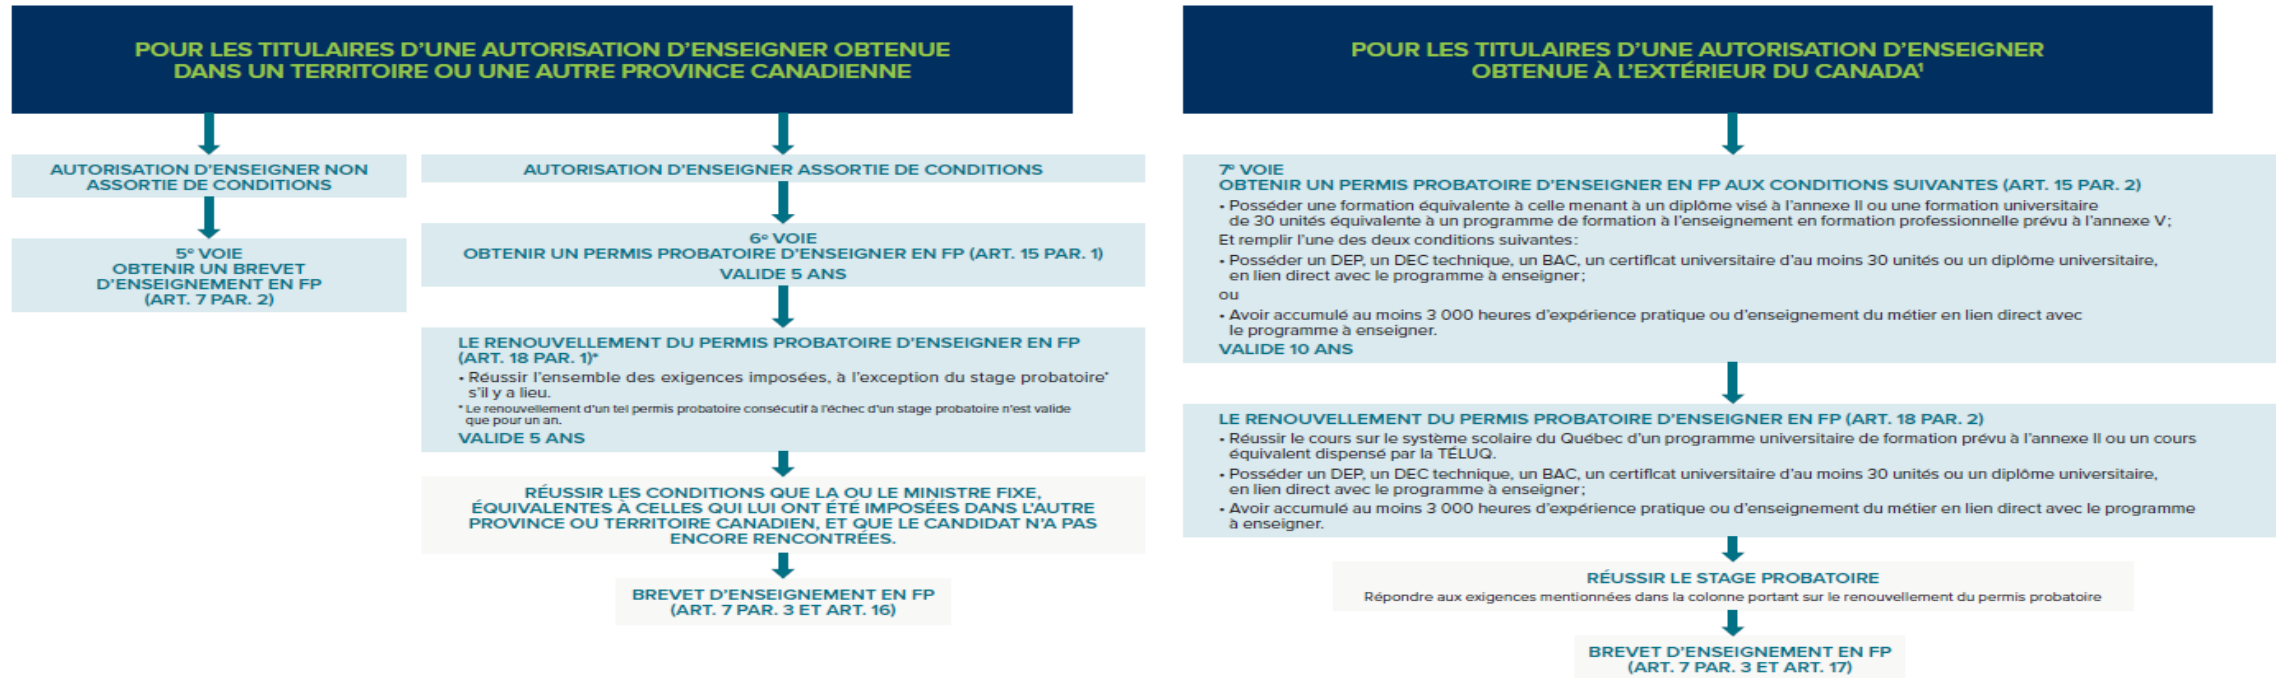 POUR LES TITULAIRES D'UNE AUTORISATION D'ENSEIGNER OBTENUE
DANS UN TERRITOIRE OU UNE AUTRE PROVINCE CANADIENNE
AUTORISATION D'ENSEIGNER NON
ASSORTIE DE CONDITIONS
5e VOIE
OBTENIR UN BREVET
D'ENSEIGNEMENT EN FP
(ART. 7 PAR. 2)
AUTORISATION D'ENSEIGNER ASSORTIE DE CONDITIONS
6e VOIE
OBTENIR UN PERMIS PROBATOIRE D'ENSEIGNER EN FP (ART. 15 PAR. 1)
VALIDE 5 ANS
LE RENOUVELLEMENT DU PERMIS PROBATOIRE D'ENSEIGNER EN FP
(ART. 18 PAR. 1)*
• Réussir l'ensemble des exigences imposées, à l'exception du stage probatoire*
s'il y a lieu.
* Le renouvellement d'un tel permis probatoire consécutif à l'échec d'un stage probatoire n'est valide
que pour un an.
VALIDE 5 ANS
RÉUSSIR LES CONDITIONS QUE LA OU LE MINISTRE FIXE,
ÉQUIVALENTES À CELLES QUI LUI ONT ÉTÉ IMPOSÉES DANS L'AUTRE
PROVINCE OU TERRITOIRE CANADIEN, ET QUE LE CANDIDAT N'A PAS
ENCORE RENCONTRÉES.
BREVET D'ENSEIGNEMENT EN FP
(ART. 7 PAR. 3 ET ART. 16)
POUR LES TITULAIRES D'UNE AUTORISATION D'ENSEIGNER
OBTENUE À L'EXTÉRIEUR DU CANADA¹
7e VOIE
OBTENIR UN PERMIS PROBATOIRE D'ENSEIGNER EN FP AUX CONDITIONS SUIVANTES (ART. 15 PAR. 2)
• Posséder une formation équivalente à celle menant à un diplôme visé à l'annexe II ou une formation universitaire
de 30 unités équivalente à un programme de formation à l'enseignement en formation professionnelle prévu à l'annexe V;
Et remplir l'une des deux conditions suivantes:
• Posséder un DEP, un DEC technique, un BAC, un certificat universitaire d'au moins 30 unités ou un diplôme universitaire,
en lien direct avec le programme à enseigner;
ou
• Avoir accumulé au moins 3 000 heures d'expérience pratique ou d'enseignement du métier en lien direct avec
le programme à enseigner.
VALIDE 10 ANS
LE RENOUVELLEMENT DU PERMIS PROBATOIRE D'ENSEIGNER EN FP (ART. 18 PAR. 2)
• Réussir le cours sur le système scolaire du Québec d'un programme universitaire de formation prévu à l'annexe II ou un cours
équivalent dispensé par la TÉLUQ.
• Posséder un DEP, un DEC technique, un BAC, un certificat universitaire d'au moins 30 unités ou un diplôme universitaire,
en lien direct avec le programme à enseigner;
• Avoir accumulé au moins 3 000 heures d'expérience pratique ou d'enseignement du métier en lien direct avec le programme
à enseigner.
RÉUSSIR LE STAGE PROBATOIRE
Répondre aux exigences mentionnées dans la colonne portant sur le renouvellement du permis probatoire
BREVET D'ENSEIGNEMENT EN FP
(ART. 7 PAR. 3 ET ART. 17)